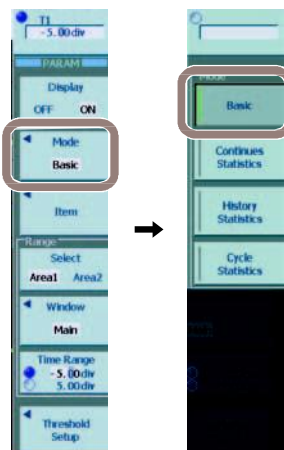 T1
-5.00div
PARAM
Display
OFF ON
Mode
Basic
Item
Range
Select
Area1 Area2
Window
Main
Time Range
-5.00div
5.00div
Threshold
Setup
Mode
Basic
Continues
Statistics
History
Statistics
Cycle
Statistics